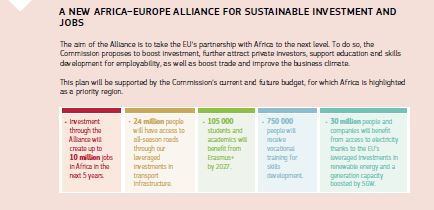 A NEW AFRICA–EUROPE ALLIANCE FOR SUSTAINABLE INVESTMENT AND
JOBS
The aim of the Alliance is to take the EU's partnership with Africa to the next level. To do so, the
Commission proposes to boost investment, further attract private investors, support education and skills
development for employability, as well as boost trade and improve the business climate.
This plan will be supported by the Commission's current and future budget, for which Africa is highlighted
as a priority region.
- Investment
through the
Alliance will
create up to
10 million jobs
in Africa in the
next 5 years.
- 24 million people
will have access to
all-season roads
through our
leveraged
investments in
transport
infrastructure.
- 105 000
students and
academics will
benefit from
Erasmus+
by 2027.
- 750 000
people will
receive
vocational
training for
skills
development.
- 30 million people and
companies will benefit
from access to electricity
thanks to the EU's
leveraged investments in
renewable energy and a
generation capacity
boosted by 5GW.